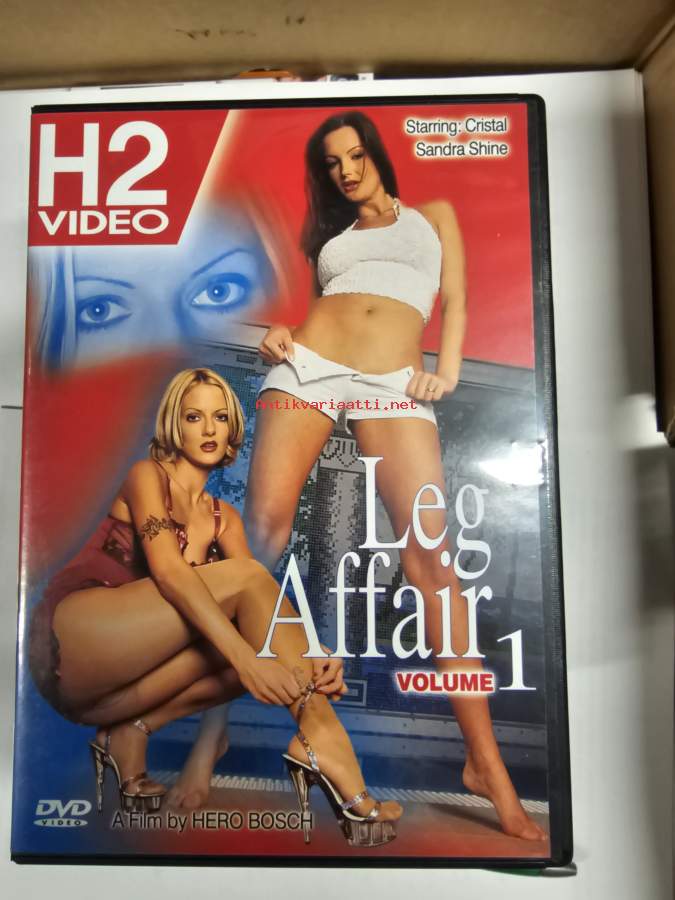 H2
VIDEO
Starring: Cristal
Sandra Shine
antikvariaatti.net
Leg
Affair
VOLUME 1
DVD
VIDEO
A Film by HERO BOSCH